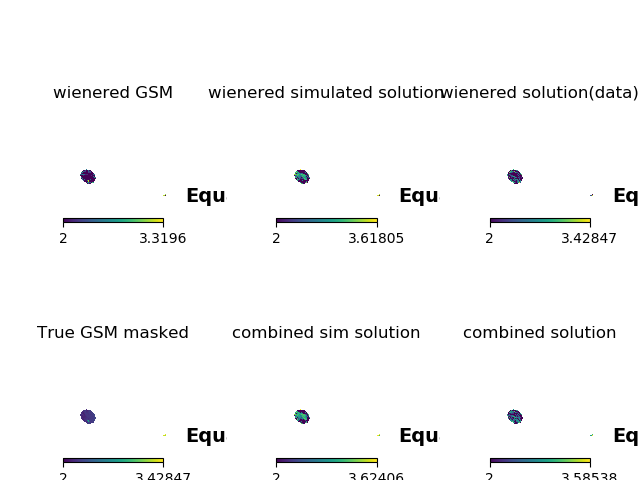 wienered GSM
wienered simulated solution
wienered solution(data)
Equ
Equ
Eq
2 3.3196
2 3.61805
2 3.42847
True GSM masked
combined sim solution
combined solution
Equ
Equ
Eq
2 3.42847
2 3.62406
2 3.58538